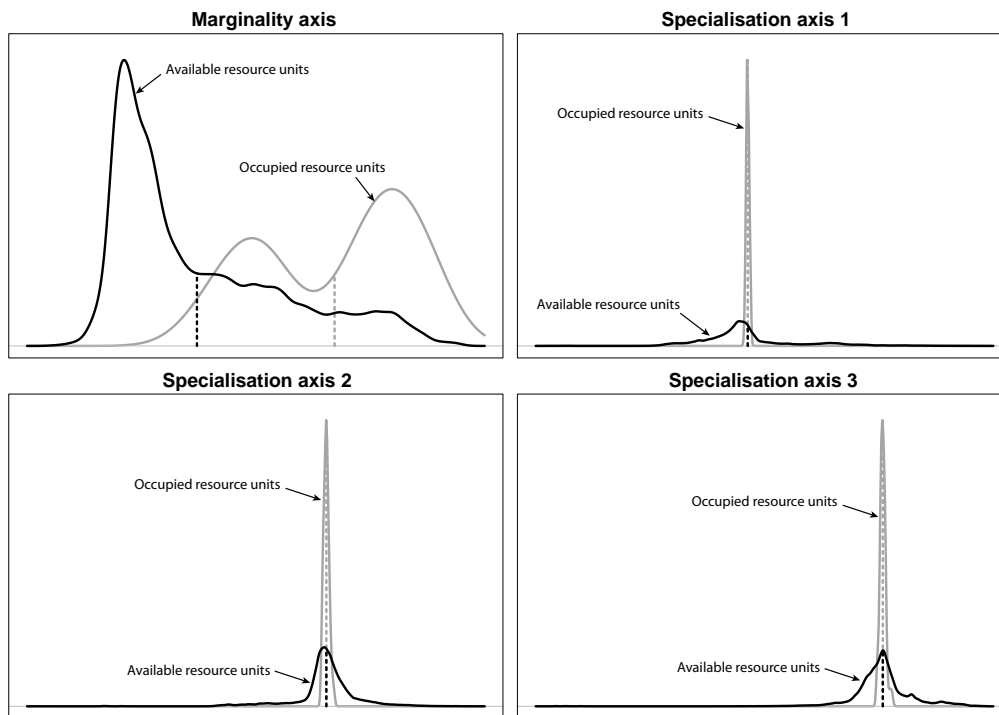 Marginality axis
Available resource units
Occupied resource units
Specialisation axis 1
Occupied resource units
Available resource units
Specialisation axis 2
Occupied resource units
Available resource units
Specialisation axis 3
Occupied resource units
Available resource units